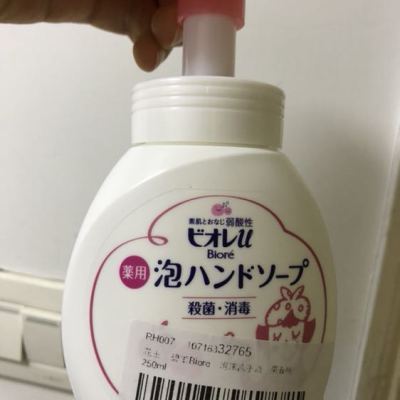 素肌とおなじ弱酸性
ビオレu
Bioré
薬用
泡ハンドソープ
殺菌・消毒
RH007
250ml